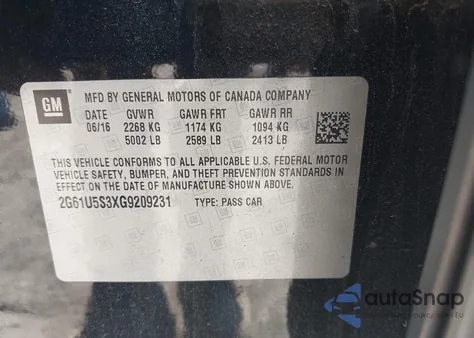 GM
MFD BY GENERAL MOTORS OF CANADA COMPANY
DATE GVWR GAWR FRT GAWR RR
06/16 2268 KG 1174 KG 1094 KG
5002 LB 2589 LB 2413 LB
THIS VEHICLE CONFORMS TO ALL APPLICABLE U.S. FEDERAL MOTOR
VEHICLE SAFETY, BUMPER, AND THEFT PREVENTION STANDARDS IN
EFFECT ON THE DATE OF MANUFACTURE SHOWN ABOVE.
2G61U5S3XG9209231 TYPE: PASS CAR
autoSnap